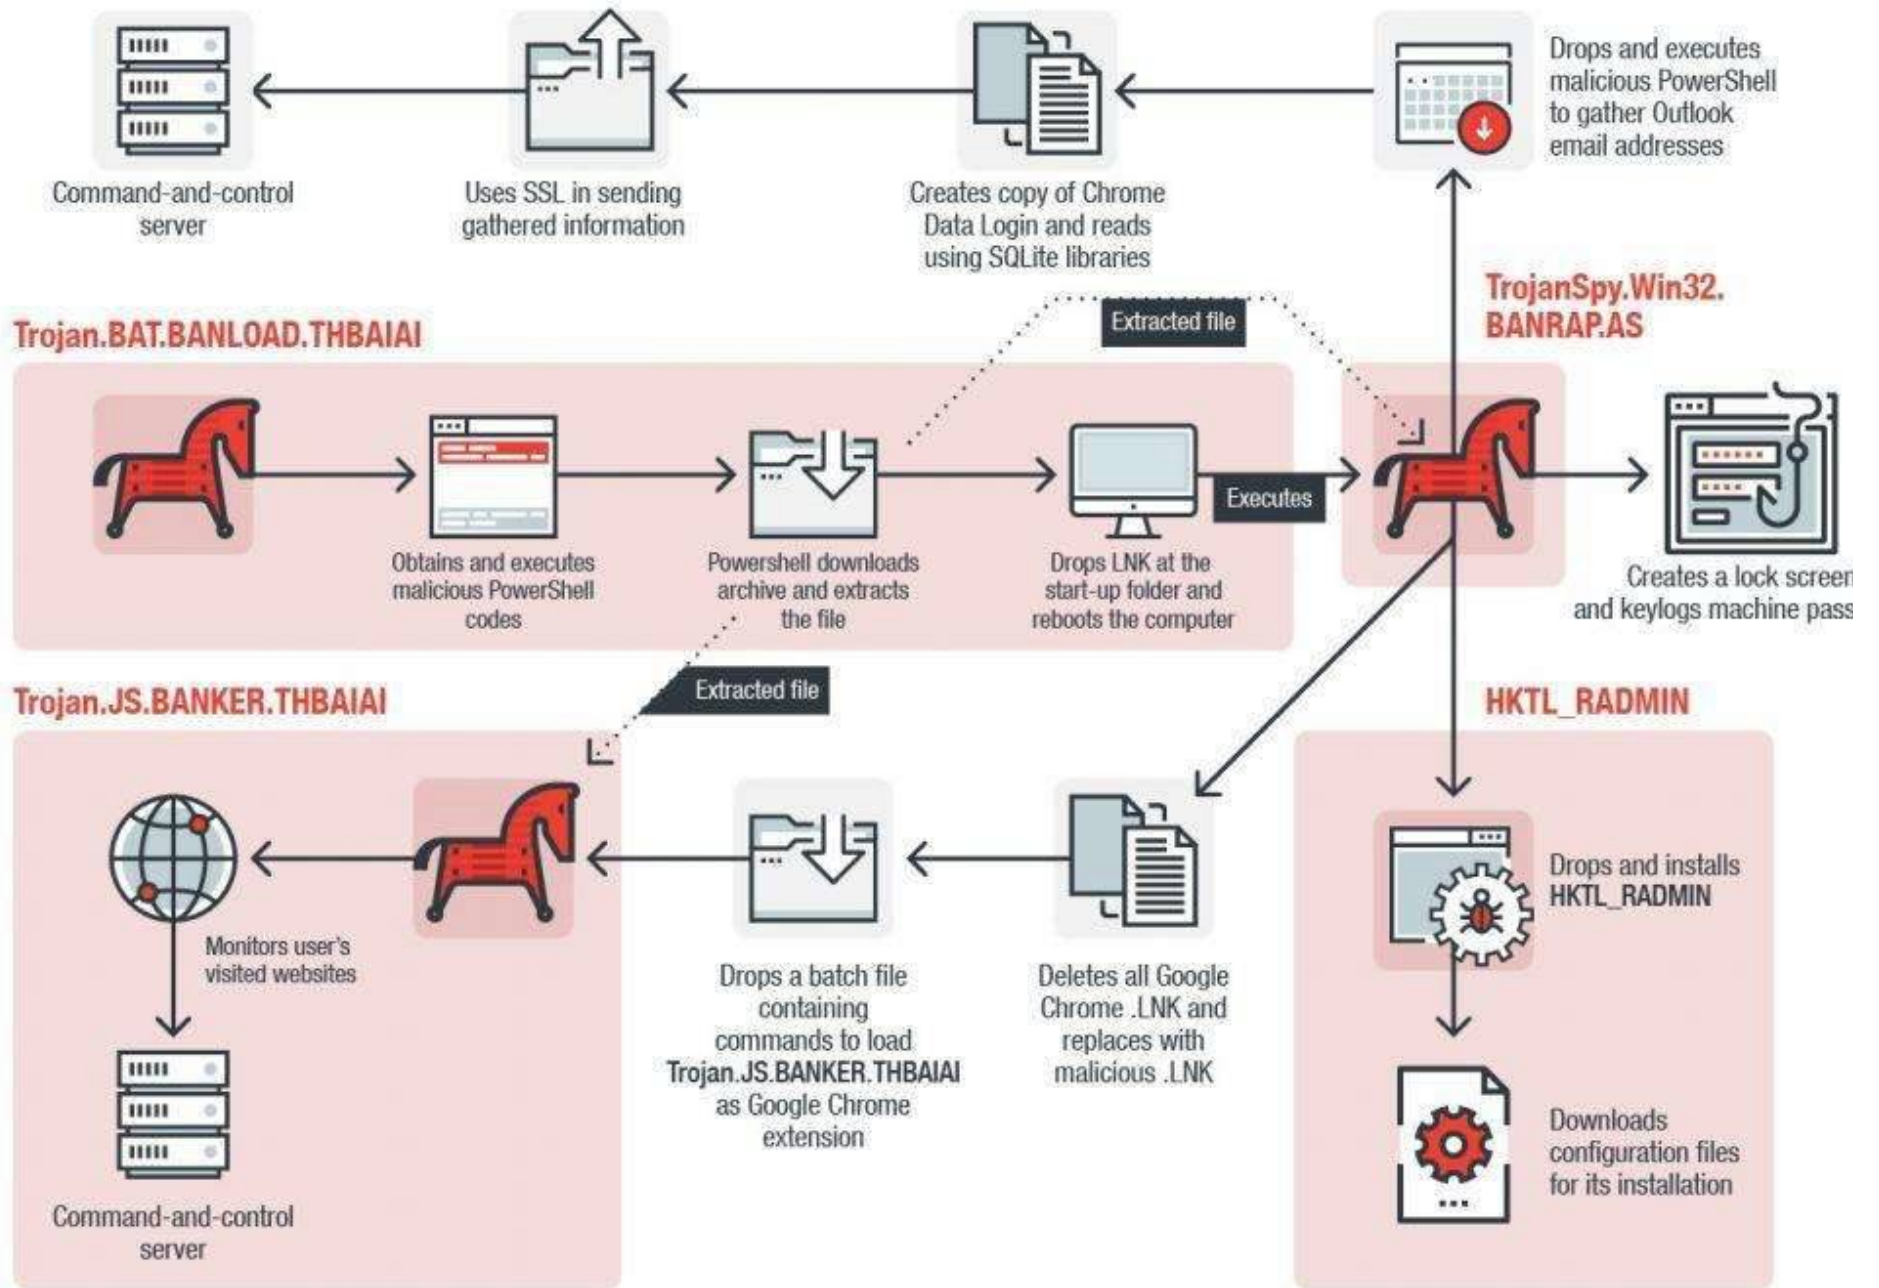 Drops and executes
malicious PowerShell
to gather Outlook
email addresses
Command-and-control
server
Uses SSL in sending
gathered information
Creates copy of Chrome
Data Login and reads
using SQLite libraries
TrojanSpy.Win32.
BANRAP.AS
Extracted file
Trojan.BAT.BANLOAD.THBAIAI
Executes
Obtains and executes
malicious PowerShell
codes
Powershell downloads
archive and extracts
the file
Drops LNK at the
start-up folder and
reboots the computer
Creates a lock screen
and keylogs machine pass
Extracted file
Trojan.JS.BANKER.THBAIAI
HKTL_RADMIN
Drops and installs
HKTL_RADMIN
Monitors user's
visited websites
Drops a batch file
containing
commands to load
Trojan.JS.BANKER.THBAIAI
as Google Chrome
extension
Deletes all Google
Chrome .LNK and
replaces with
malicious .LNK
Downloads
configuration files
for its installation
Command-and-control
server